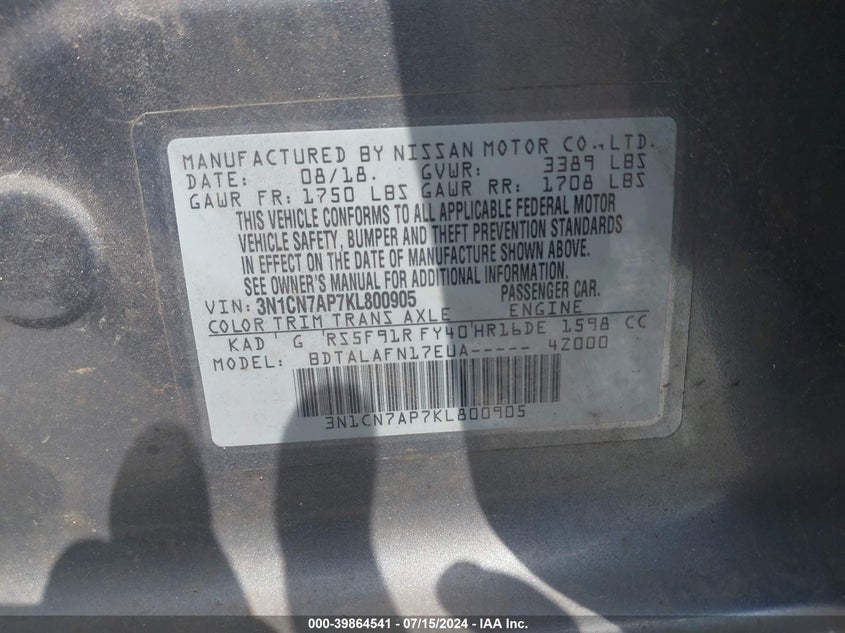 MANUFACTURED BY NISSAN MOTOR CO.,LTD.
DATE: 08/18. GVWR: 3389 LBS
GAWR FR: 1750 LBS GAWR RR: 1708 LBS
THIS VEHICLE CONFORMS TO ALL APPLICABLE FEDERAL MOTOR
VEHICLE SAFETY, BUMPER AND THEFT PREVENTION STANDARDS
IN EFFECT ON THE DATE OF MANUFACTURE SHOWN ABOVE.
SEE OWNER'S MANUAL FOR ADDITIONAL INFORMATION.
VIN: 3N1CN7AP7KL800905 PASSENGER CAR.
COLOR TRIM TRANS AXLE ENGINE
KAD G RS5F91R FY40 HR16DE 1598 CC
MODEL: BDTALAFN17EUA----- 4Z000
3N1CN7AP7KL800905
000-39864541 - 07/15/2024 - IAA Inc.